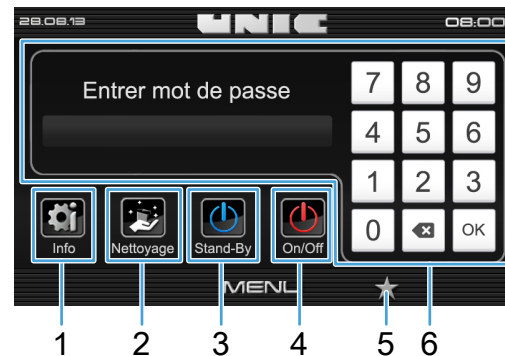 28.08.13 UNIC 08:00
Entrer mot de passe
7 8 9
4 5 6
1 2 3
0 OK
Info Nettoyage Stand-By On/Off
MENU
1 2 3 4 5 6